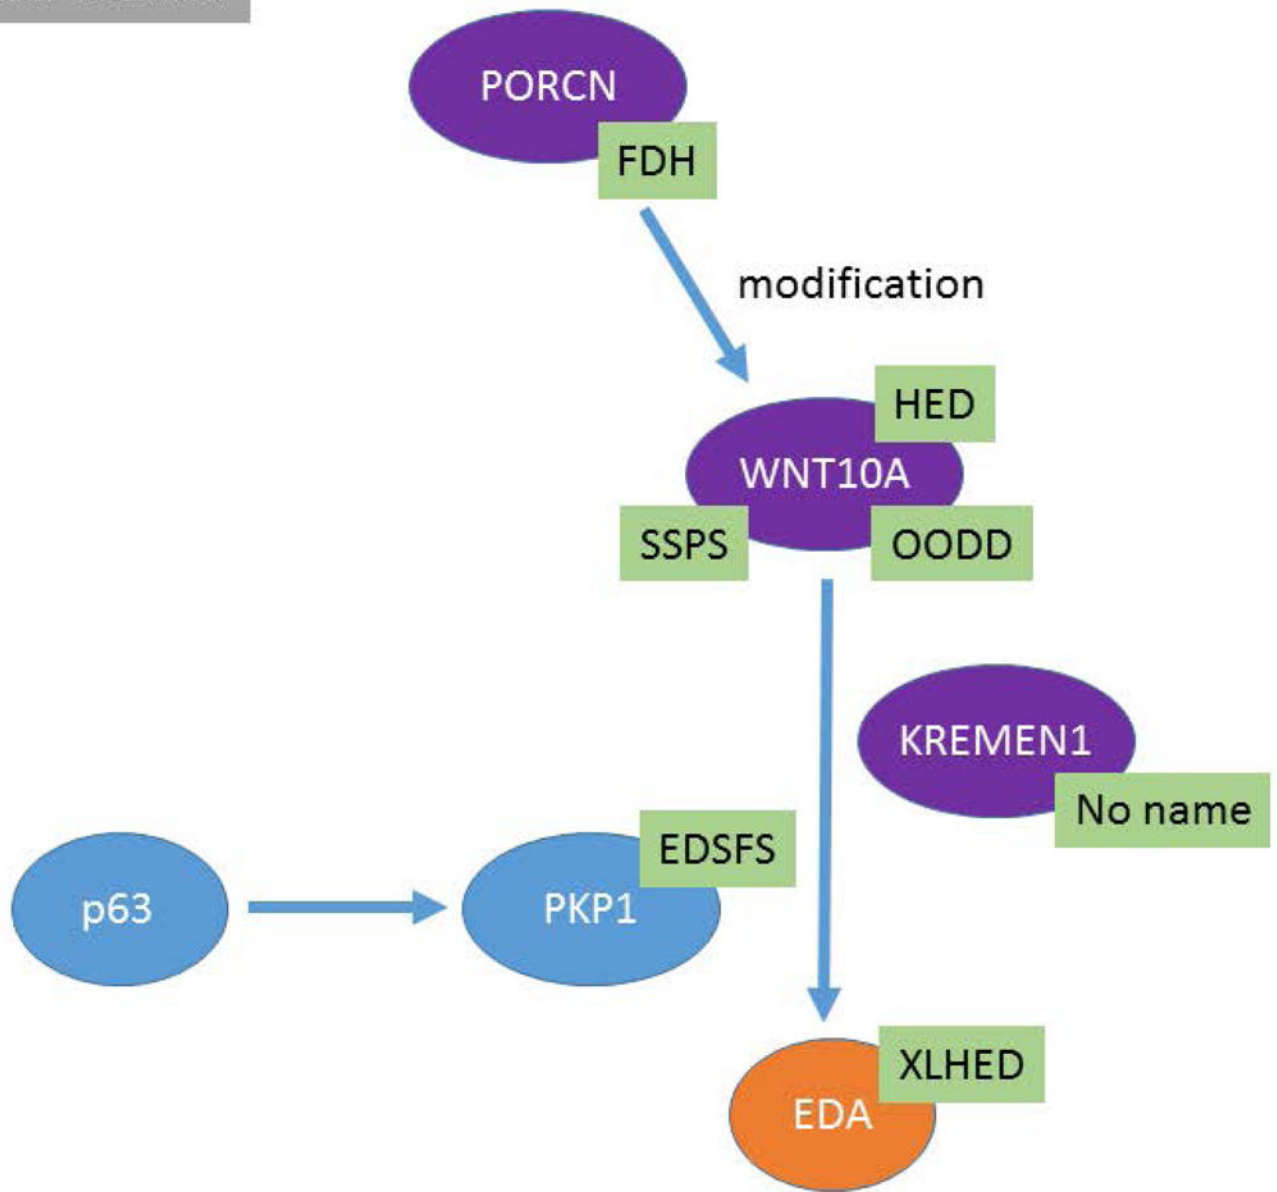 PORCN
FDH
modification
HED
WNT10A
SSPS
OODD
KREMEN1
No name
EDSFS
p63
PKP1
XLHED
EDA